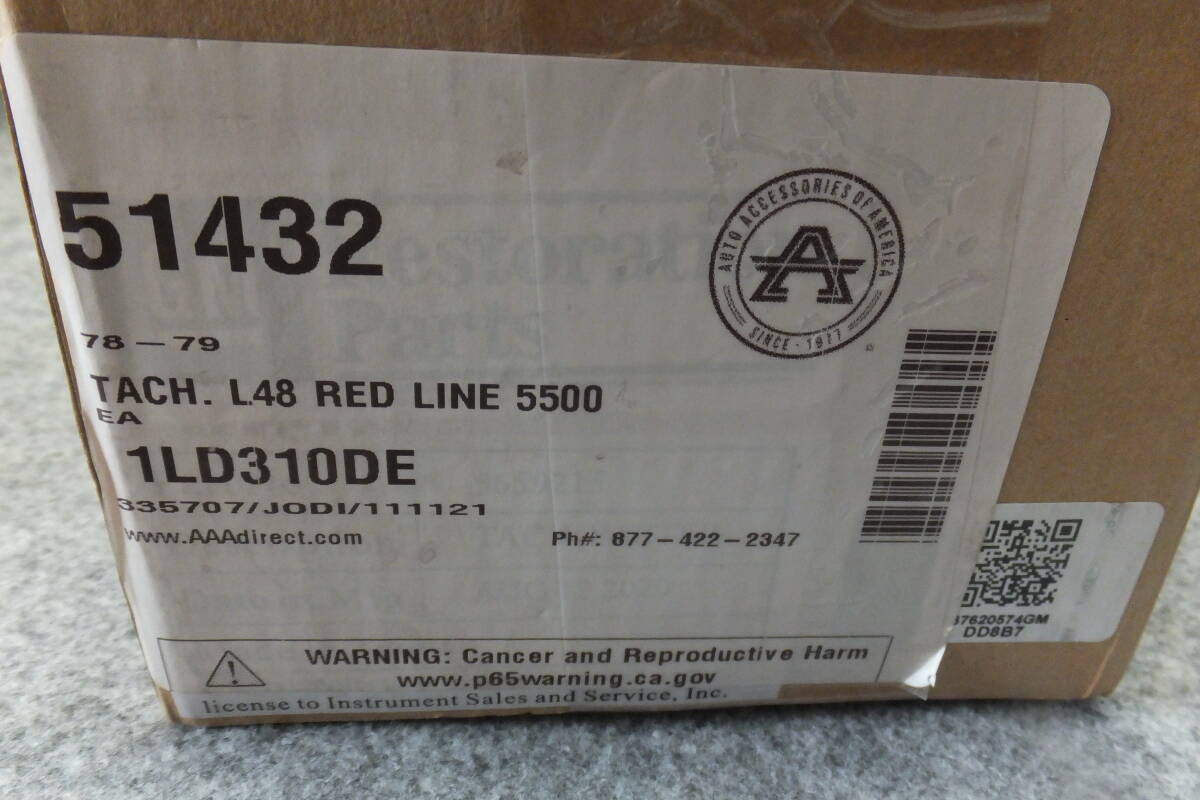 51432
AUTO ACCESSORIES OF AMERICA
A
SINCE - 1977
78 - 79
TACH. L48 RED LINE 5500
EA
1LD310DE
335707/JODI/111121
www.AAAdirect.com
Ph#: 877-422-2347
37620574GM
DD8B7
WARNING: Cancer and Reproductive Harm
www.p65warning.ca.gov
license to Instrument Sales and Service, Inc.